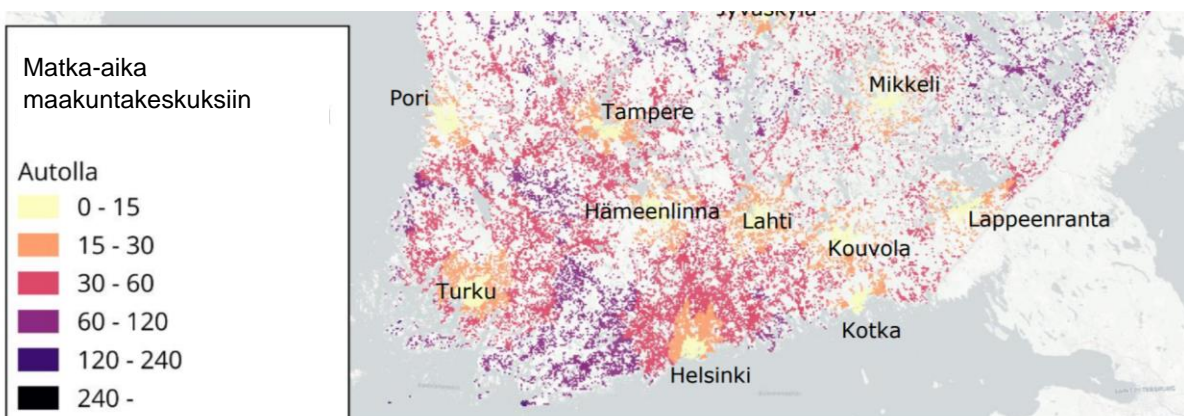 Matka-aika
maakuntakeskuksiin
Autolla
0 - 15
15 - 30
30 - 60
60 - 120
120 - 240
240 -
Jyväskylä
Mikkeli
Pori
Tampere
Hämeenlinna
Lahti
Lappeenranta
Kouvola
Turku
Kotka
Helsinki